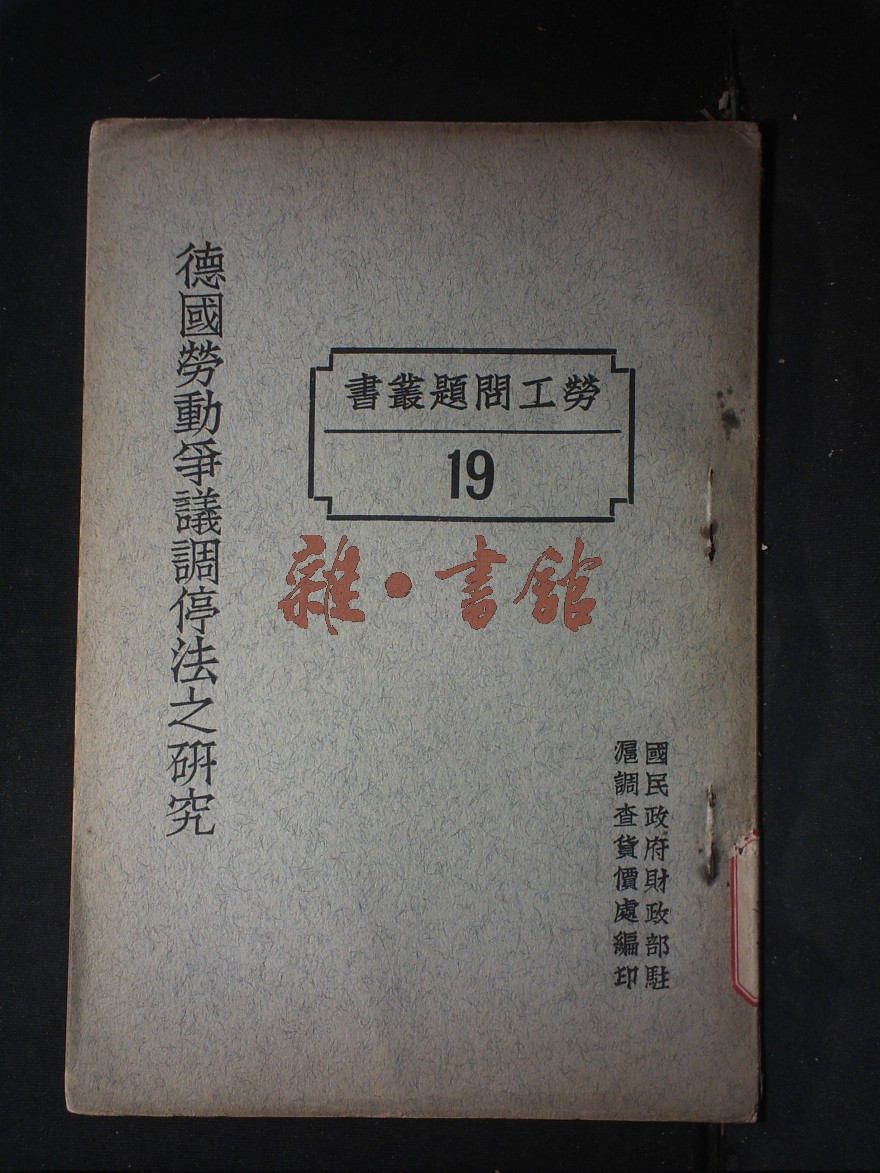 勞工問題叢書
19
雜·書館
國民政府財政部駐
滬調查貨價處編印
德國勞動爭議調停法之研究